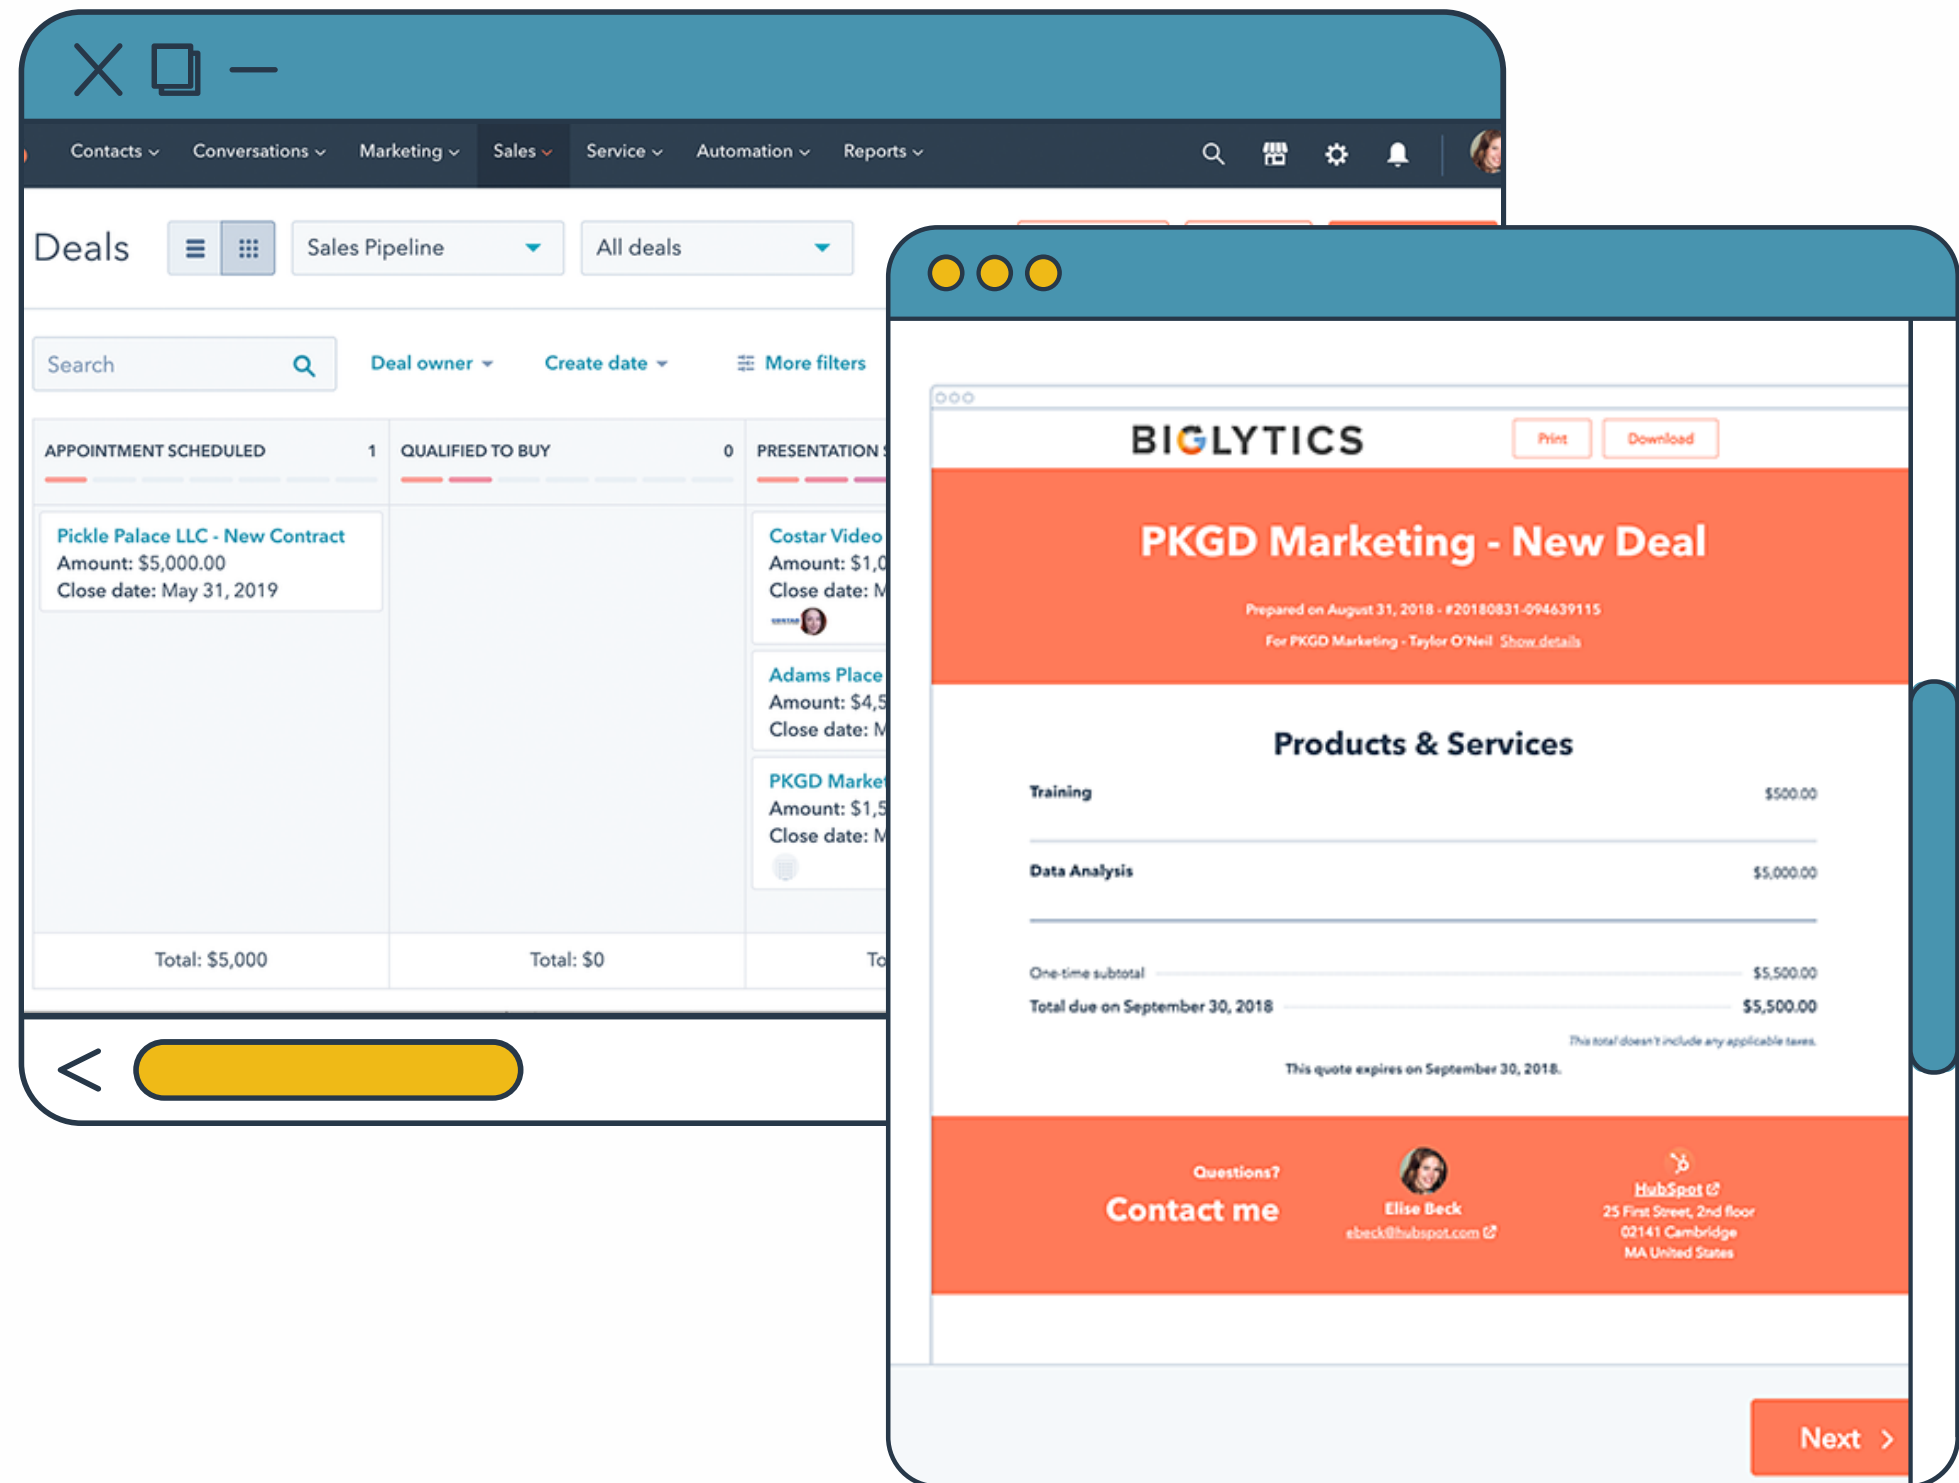 Contacts Conversations Marketing Sales Service Automation Reports
Deals
Sales Pipeline
All deals
Search
Deal owner
Create date
More filters
APPOINTMENT SCHEDULED 1
Pickle Palace LLC - New Contract
Amount: $5,000.00
Close date: May 31, 2019
Total: $5,000
QUALIFIED TO BUY 0
Total: $0
PRESENTATION
Costar Video
Amount: $1,0
Close date: M
COSTAR
Adams Place
Amount: $4,5
Close date: M
PKGD Market
Amount: $1,5
Close date: M
To
BIGLYTICS
Print
Download
PKGD Marketing - New Deal
Prepared on August 31, 2018 - #20180831-094639115
For PKGD Marketing - Taylor O'Neil Show details
Products & Services
Training $500.00
Data Analysis $5,000.00
One-time subtotal $5,500.00
Total due on September 30, 2018 $5,500.00
This total doesn't include any applicable taxes.
This quote expires on September 30, 2018.
Questions?
Contact me
Elise Beck
ebeck@hubspot.com
HubSpot
25 First Street, 2nd floor
02141 Cambridge
MA United States
Next